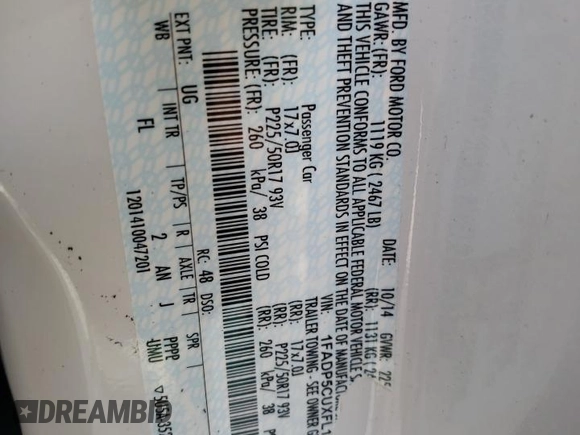 MFD. BY FORD MOTOR CO.
DATE: 10/14 GVWR:
GAWR: (FR): 1119 KG ( 2467 LB) (RR): 1131 KG
THIS VEHICLE CONFORMS TO ALL APPLICABLE FEDERAL MOTOR VEHICLE
AND THEFT PREVENTION STANDARDS IN EFFECT ON THE DATE OF
VIN: 1FADP5CUXFL1
TYPE: Passenger Car TRAILER TOWING - SEE OWNER
RIM: (FR): 17x7.0J (RR): 17x7.0J
TIRE: (FR): P225/50R17 93V (RR): P225/50R17 93V
PRESSURE: (FR): 260 kPa/ 38 PSI COLD (RR): 260 kPa/ 38
RC: 48 DSO:
EXT PNT: UG
WB INT TR TP/PS R AXLE TR SPR
FL 2 AN J PPPP
1201410047201